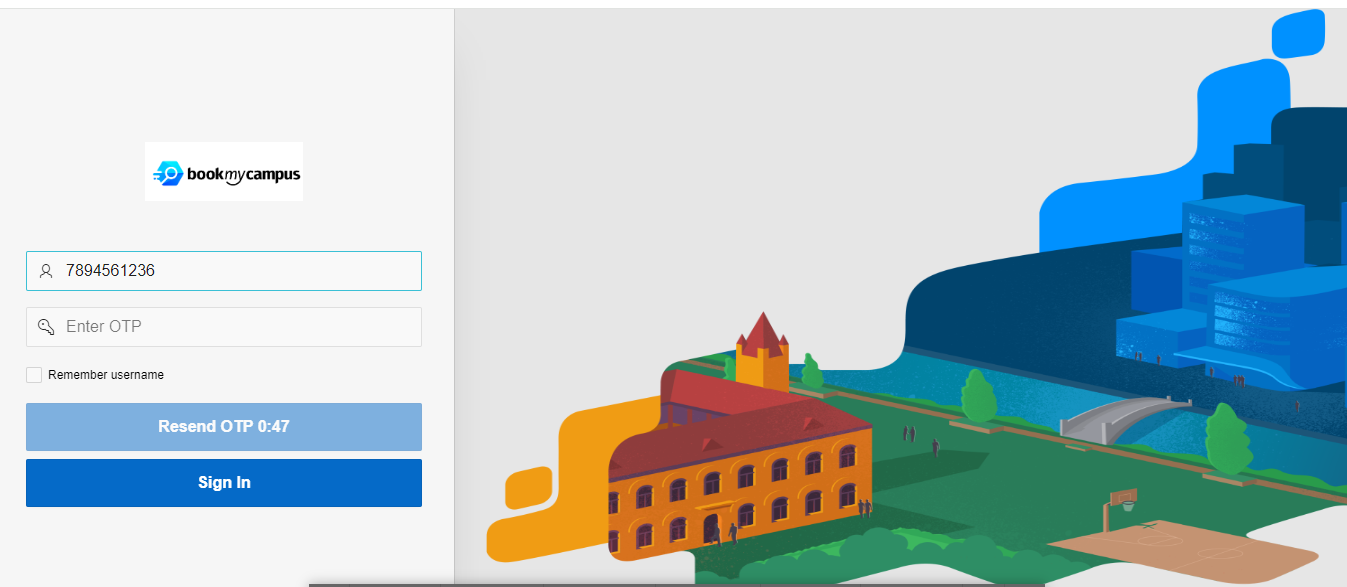 bookmycampus
7894561236
Enter OTP
Remember username
Resend OTP 0:47
Sign In